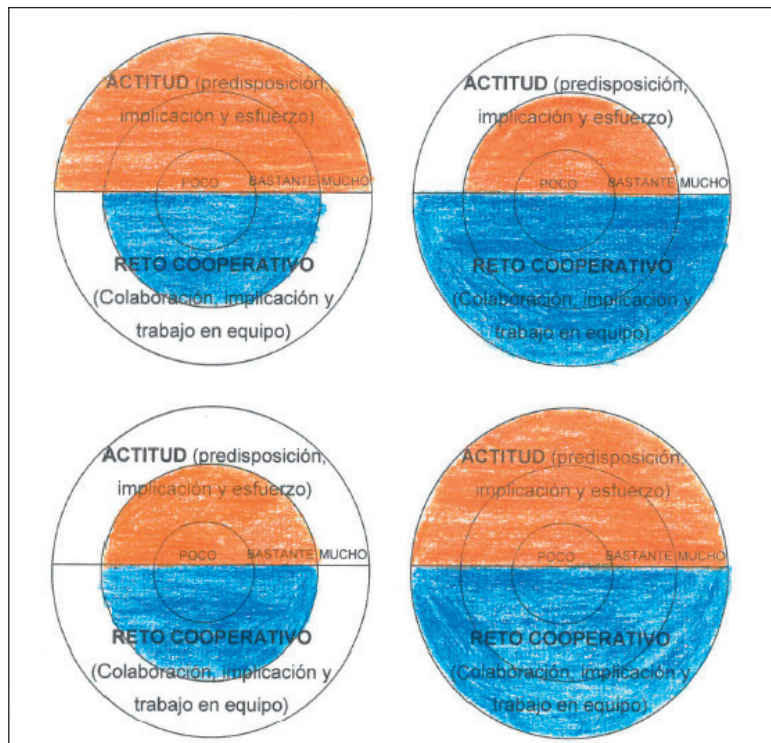 ACTITUD (predisposición,
implicación y esfuerzo)
POCO BASTANTE MUCHO
RETO COOPERATIVO
(Colaboración, implicación y
trabajo en equipo)
ACTITUD (predisposición,
implicación y esfuerzo)
POCO BASTANTE MUCHO
RETO COOPERATIVO
(Colaboración, implicación y
trabajo en equipo)
ACTITUD (predisposición,
implicación y esfuerzo)
POCO BASTANTE MUCHO
RETO COOPERATIVO
(Colaboración, implicación y
trabajo en equipo)
ACTITUD (predisposición,
implicación y esfuerzo)
POCO BASTANTE MUCHO
RETO COOPERATIVO
(Colaboración, implicación y
trabajo en equipo)